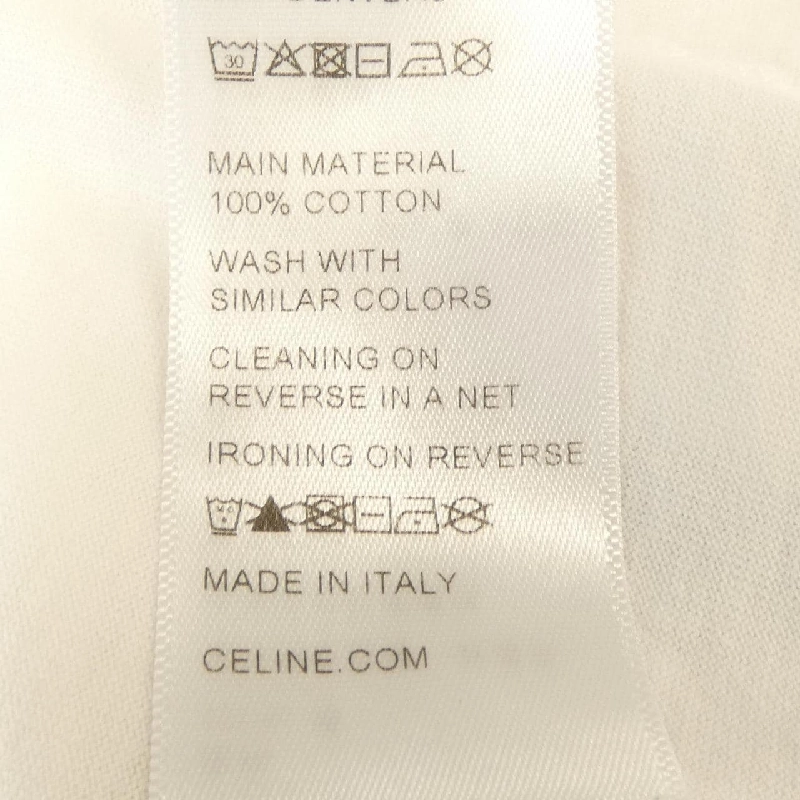 30
MAIN MATERIAL
100% COTTON
WASH WITH
SIMILAR COLORS
CLEANING ON
REVERSE IN A NET
IRONING ON REVERSE
MADE IN ITALY
CELINE.COM